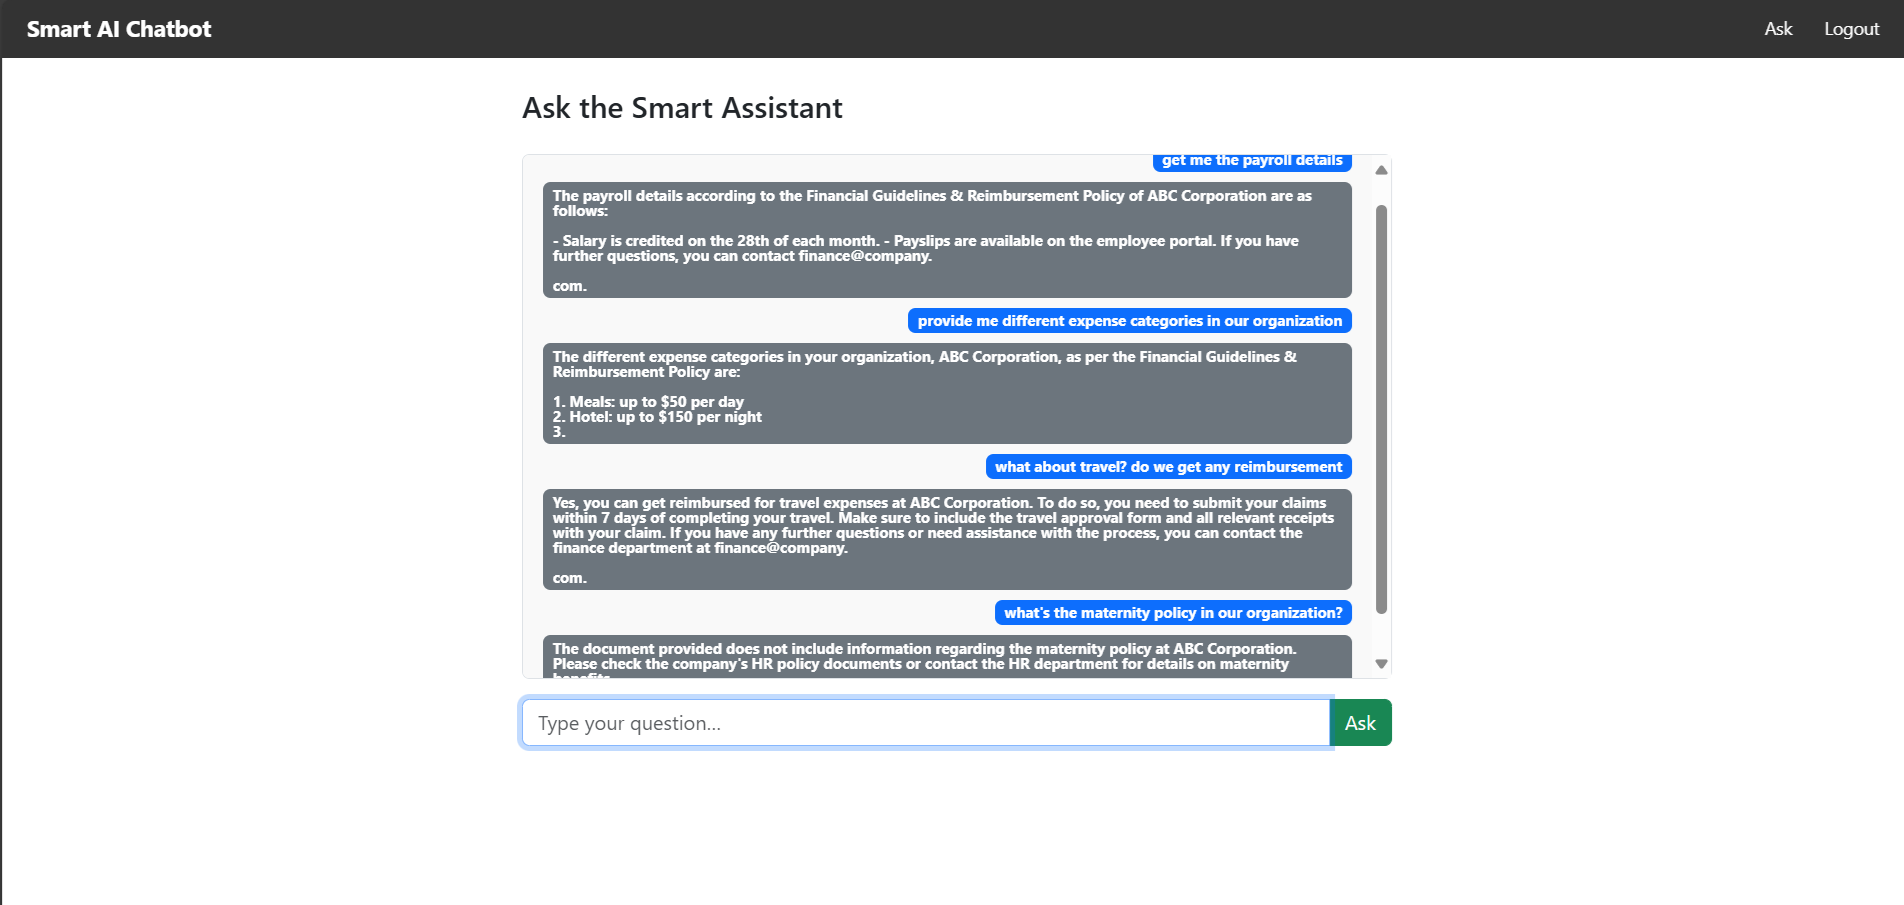 Smart AI Chatbot
Ask
Logout
Ask the Smart Assistant
get me the payroll details
The payroll details according to the Financial Guidelines & Reimbursement Policy of ABC Corporation are as
follows:
- Salary is credited on the 28th of each month. - Payslips are available on the employee portal. If you have
further questions, you can contact finance@company.
com.
provide me different expense categories in our organization
The different expense categories in your organization, ABC Corporation, as per the Financial Guidelines &
Reimbursement Policy are:
1. Meals: up to $50 per day
2. Hotel: up to $150 per night
3.
what about travel? do we get any reimbursement
Yes, you can get reimbursed for travel expenses at ABC Corporation. To do so, you need to submit your claims
within 7 days of completing your travel. Make sure to include the travel approval form and all relevant receipts
with your claim. If you have any further questions or need assistance with the process, you can contact the
finance department at finance@company.
com.
what's the maternity policy in our organization?
The document provided does not include information regarding the maternity policy at ABC Corporation.
Please check the company's HR policy documents or contact the HR department for details on maternity
benefits
Type your question...
Ask